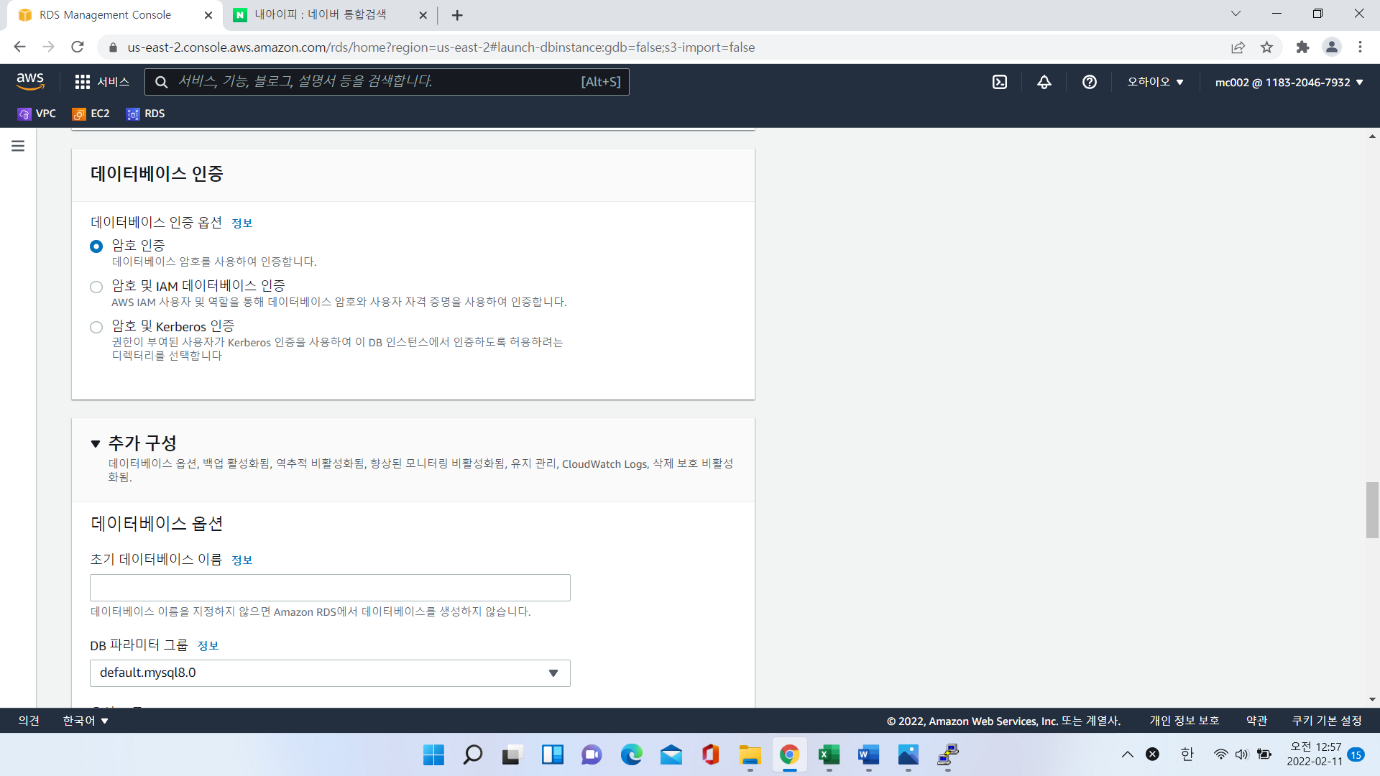 RDS Management Console
내아이피 : 네이버 통합검색
us-east-2.console.aws.amazon.com/rds/home?region=us-east-2#launch-dbinstance:gdb=false;s3-import=false
aws
서비스
서비스, 기능, 블로그, 설명서 등을 검색합니다.
[Alt+S]
오하이오 ▼
mc002 @ 1183-2046-7932 ▼
VPC
EC2
RDS
데이터베이스 인증
데이터베이스 인증 옵션 정보
암호 인증
데이터베이스 암호를 사용하여 인증합니다.
암호 및 IAM 데이터베이스 인증
AWS IAM 사용자 및 역할을 통해 데이터베이스 암호와 사용자 자격 증명을 사용하여 인증합니다.
암호 및 Kerberos 인증
권한이 부여된 사용자가 Kerberos 인증을 사용하여 이 DB 인스턴스에서 인증하도록 허용하려는
디렉터리를 선택합니다
▼ 추가 구성
데이터베이스 옵션, 백업 활성화됨, 역추적 비활성화됨, 향상된 모니터링 비활성화됨, 유지 관리, CloudWatch Logs, 삭제 보호 비활성
화됨.
데이터베이스 옵션
초기 데이터베이스 이름 정보
데이터베이스 이름을 지정하지 않으면 Amazon RDS에서 데이터베이스를 생성하지 않습니다.
DB 파라미터 그룹 정보
default.mysql8.0
의견
한국어 ▼
© 2022, Amazon Web Services, Inc. 또는 계열사.
개인 정보 보호
약관
쿠키 기본 설정
한
오전 12:57
2022-02-11
15